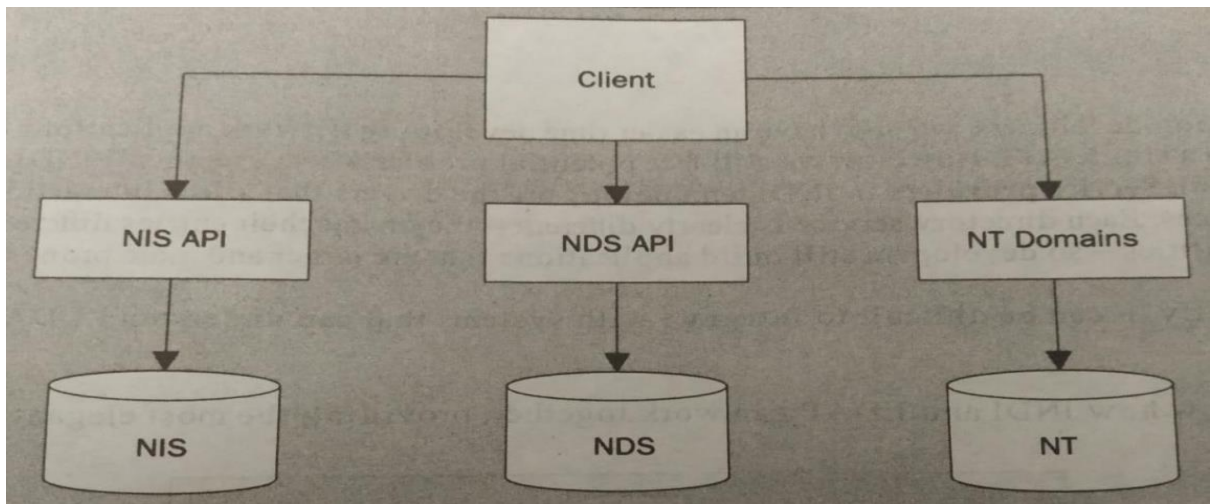 Client
NIS API
NDS API
NT Domains
NIS
NDS
NT